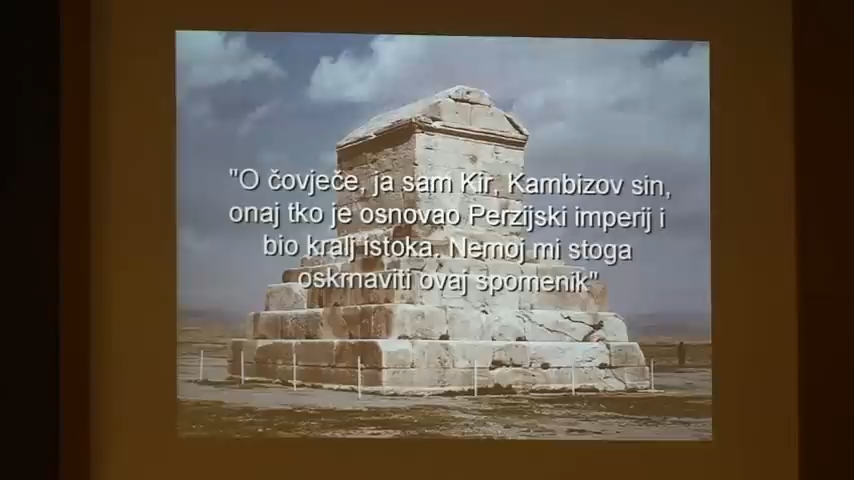 "O čovječe, ja sam Kir, Kambizov sin,
onaj tko je osnovao Perzijski imperij i
bio kralj istoka. Nemoj mi stoga
oskrnaviti ovaj spomenik"